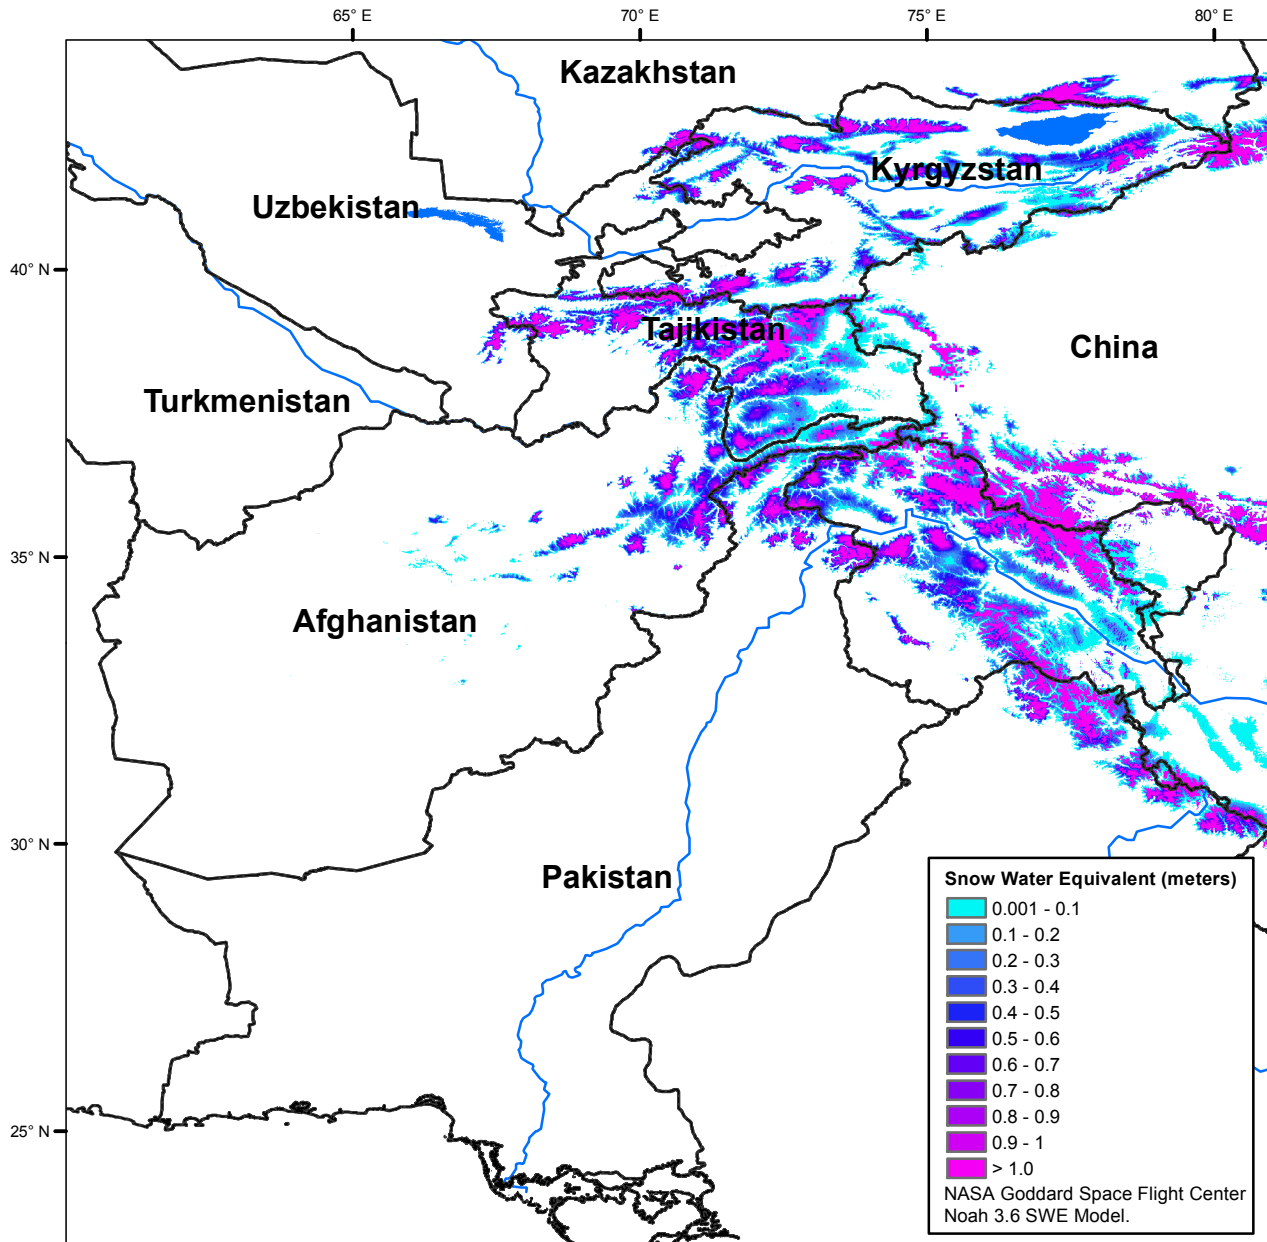 65° E
70° E
75° E
80° E
Kazakhstan
Kyrgyzstan
Uzbekistan
40° N
Tajikistan
China
Turkmenistan
35° N
Afghanistan
30° N
Pakistan
25° N
Snow Water Equivalent (meters)
0.001 - 0.1
0.1 - 0.2
0.2 - 0.3
0.3 - 0.4
0.4 - 0.5
0.5 - 0.6
0.6 - 0.7
0.7 - 0.8
0.8 - 0.9
0.9 - 1
> 1.0
NASA Goddard Space Flight Center
Noah 3.6 SWE Model.